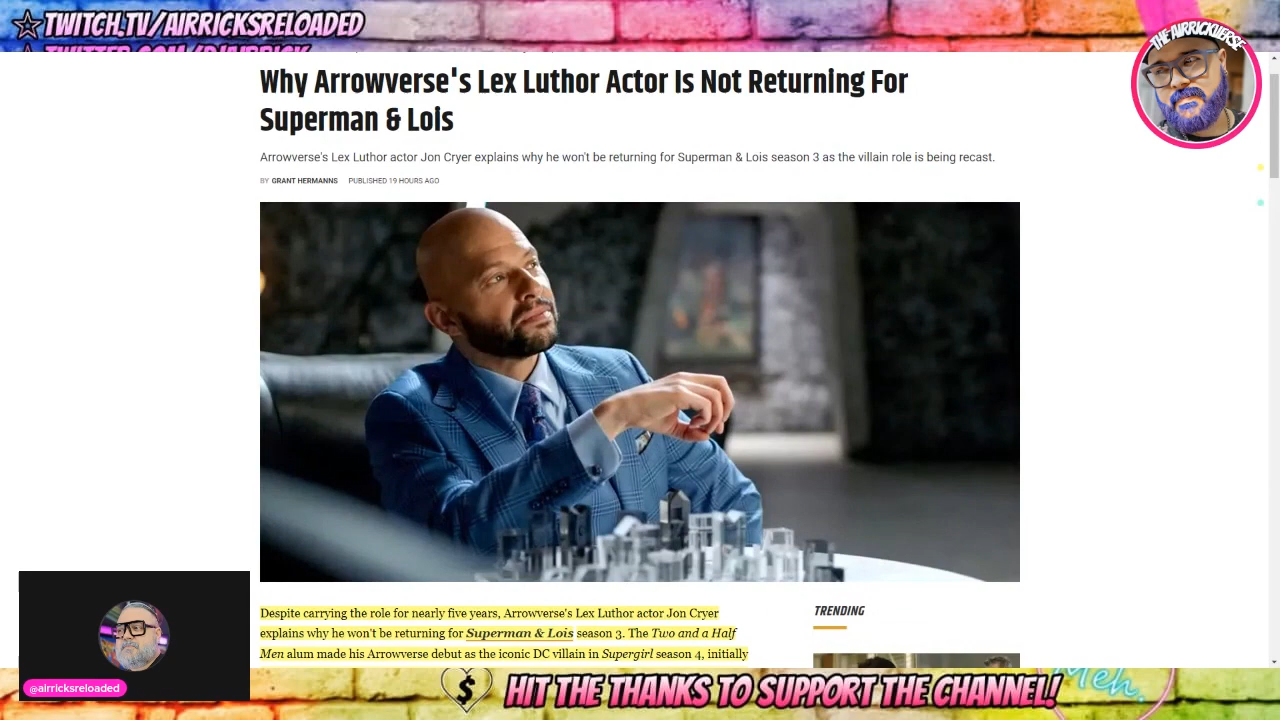 ☆TWITCH.TV/AIRRICKSRELOADED
THE AIRRICKVERSE
Why Arrowverse's Lex Luthor Actor Is Not Returning For
Superman & Lois
Arrowverse's Lex Luthor actor Jon Cryer explains why he won't be returning for Superman & Lois season 3 as the villain role is being recast.
BY GRANT HERMANNS PUBLISHED 19 HOURS AGO
Despite carrying the role for nearly five years, Arrowverse's Lex Luthor actor Jon Cryer
explains why he won't be returning for Superman & Lois season 3. The Two and a Half
Men alum made his Arrowverse debut as the iconic DC villain in Supergirl season 4, initially
TRENDING
@airricksreloaded
$
HIT THE THANKS TO SUPPORT THE CHANNEL!
Meh.